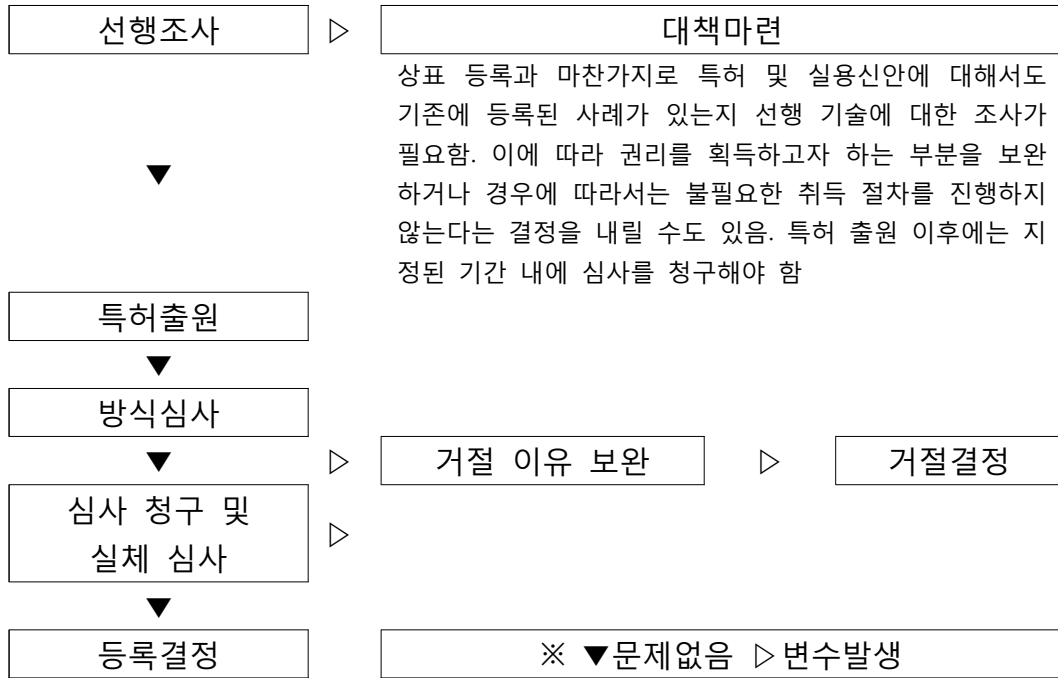 선행조사 ▷ 대책마련
상표 등록과 마찬가지로 특허 및 실용신안에 대해서도
기존에 등록된 사례가 있는지 선행 기술에 대한 조사가
필요함. 이에 따라 권리를 획득하고자 하는 부분을 보완
하거나 경우에 따라서는 불필요한 취득 절차를 진행하지
않는다는 결정을 내릴 수도 있음. 특허 출원 이후에는 지
정된 기간 내에 심사를 청구해야 함
▼
특허출원
▼
방식심사
▼ ▷ 거절 이유 보완 ▷ 거절결정
심사 청구 및
실체 심사 ▷
▼
등록결정 ※ ▼문제없음 ▷변수발생